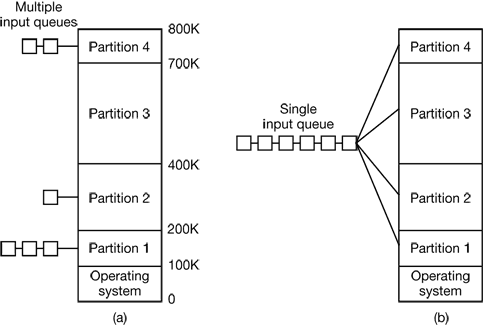 Multiple
input queues
800K
Partition 4
700K
Partition 3
400K
Partition 2
200K
Partition 1
100K
Operating
system
0
(a)
Single
input queue
Partition 4
Partition 3
Partition 2
Partition 1
Operating
system
(b)